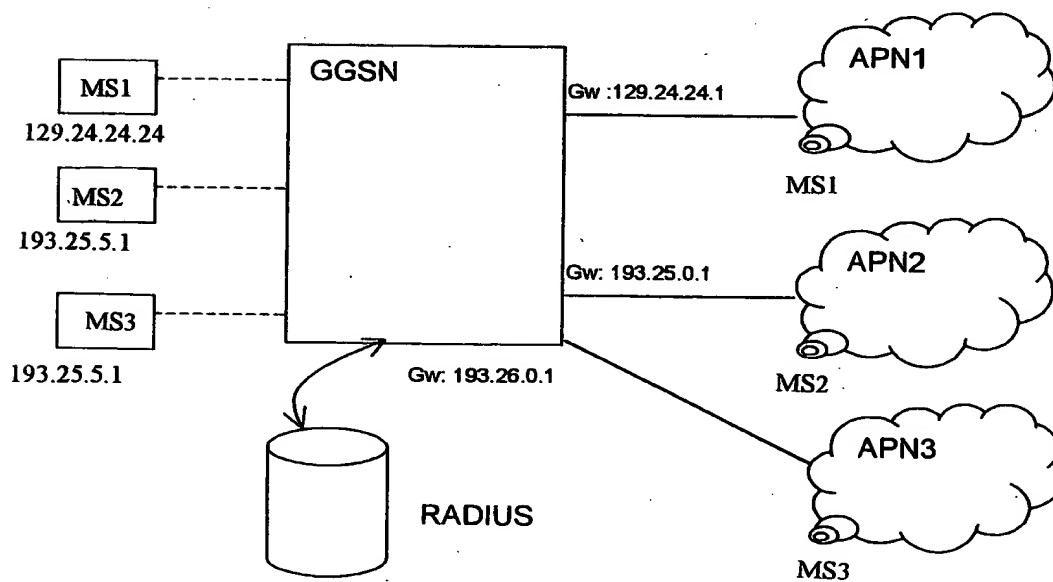 GGSN
APN1
MS1
Gw :129.24.24.1
129.24.24.24
MS1
MS2
193.25.5.1
APN2
Gw: 193.25.0.1
MS3
193.25.5.1
Gw: 193.26.0.1
MS2
APN3
RADIUS
MS3